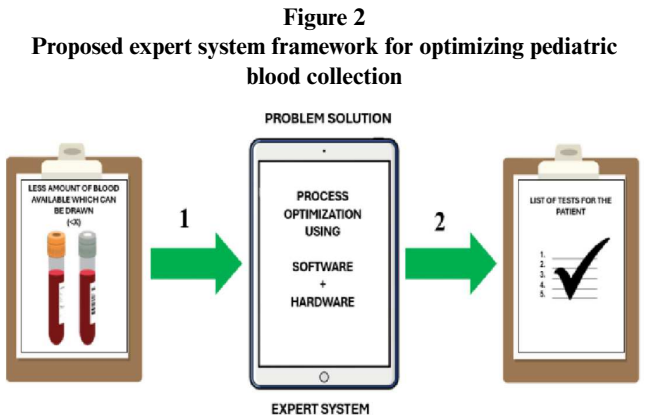 Figure 2
Proposed expert system framework for optimizing pediatric
blood collection
PROBLEM SOLUTION
LESS AMOUNT OF BLOOD
AVAILABLE WHICH CAN
BE DRAWN
(<X)
1
PROCESS
OPTIMIZATION
USING
SOFTWARE
+
HARDWARE
2
LIST OF TESTS FOR THE
PATIENT
1.
2.
3.
4.
5.
EXPERT SYSTEM